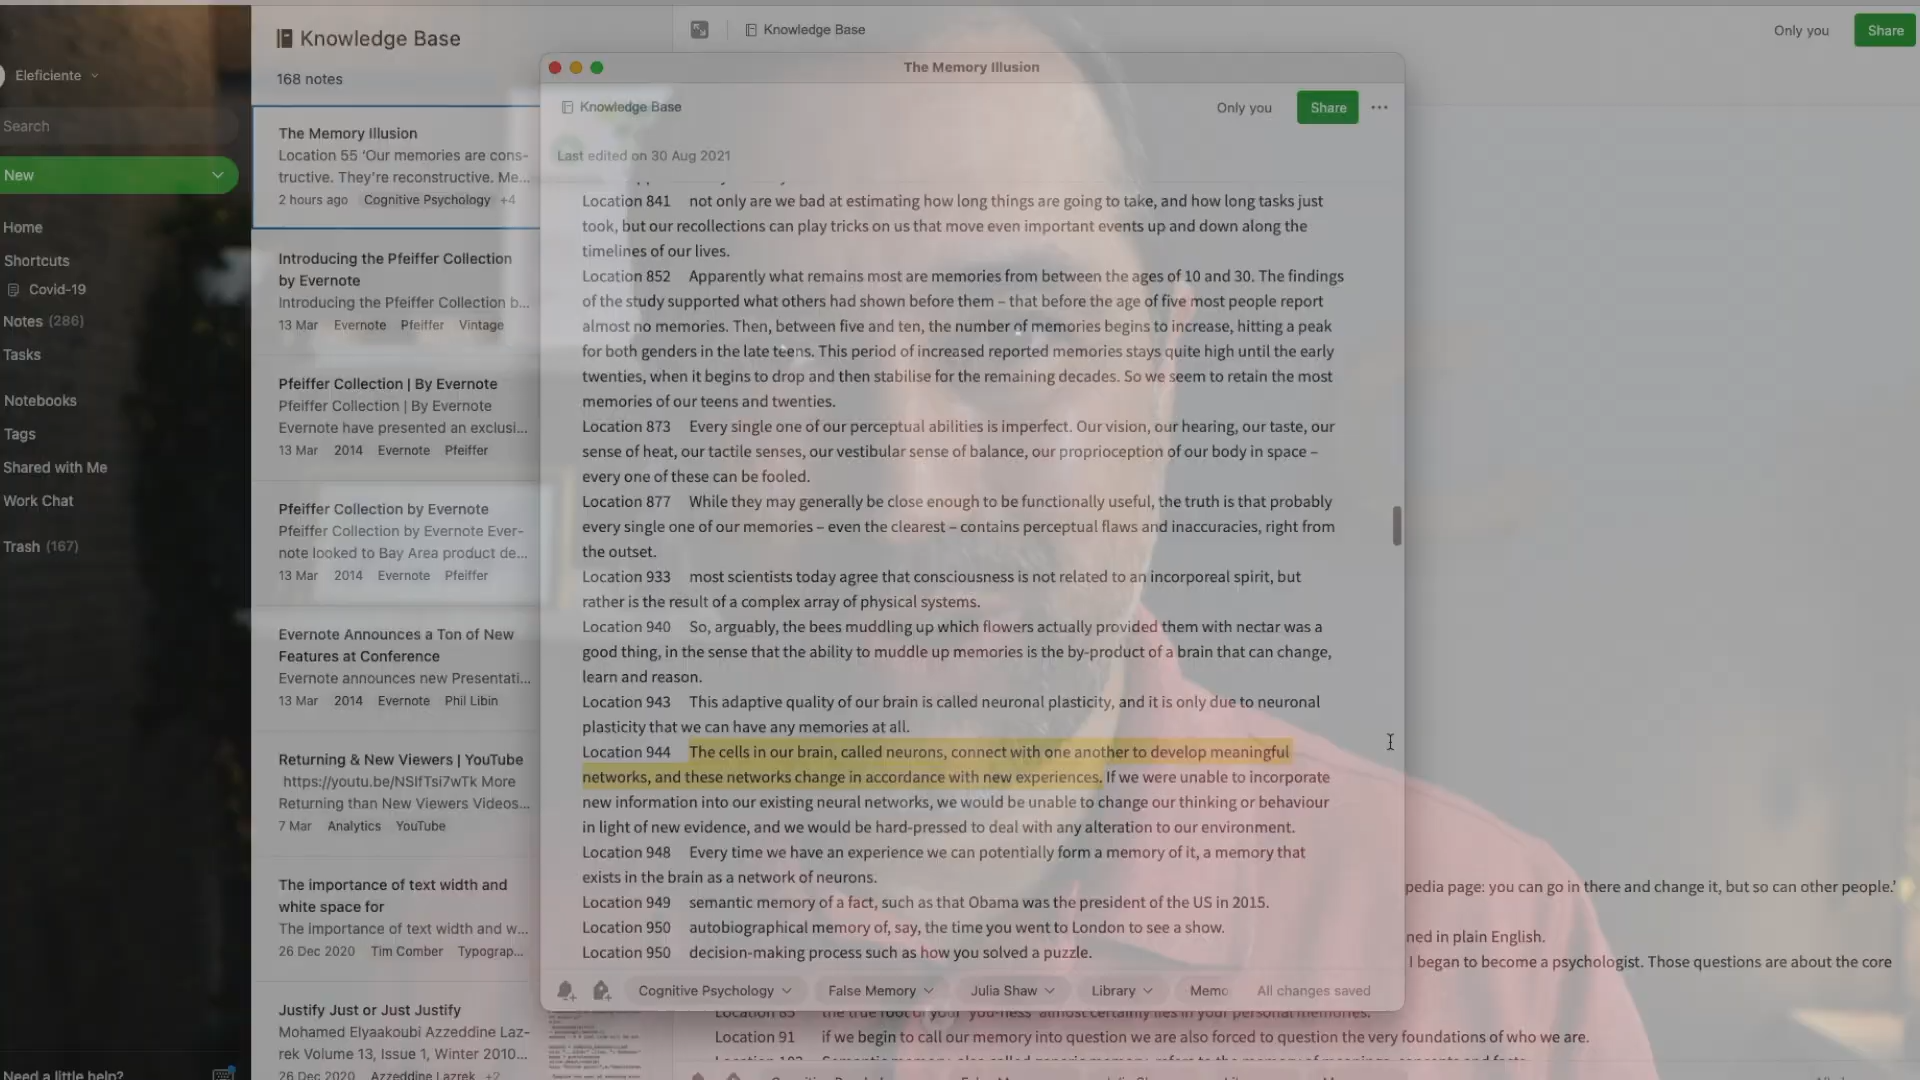 Eleficiente
Search
New
Home
Shortcuts
Covid-19
Notes (286)
Tasks
Notebooks
Tags
Shared with Me
Work Chat
Trash (167)
Need a little help?
Knowledge Base
168 notes
The Memory Illusion
Location 55 ‘Our memories are cons-
tructive. They’re reconstructive. Me...
2 hours ago Cognitive Psychology +4
Introducing the Pfeiffer Collection
by Evernote
Introducing the Pfeiffer Collection b...
13 Mar Evernote Pfeiffer Vintage
Pfeiffer Collection | By Evernote
Pfeiffer Collection | By Evernote
Evernote have presented an exclusi...
13 Mar 2014 Evernote Pfeiffer
Pfeiffer Collection by Evernote
Pfeiffer Collection by Evernote Ever-
note looked to Bay Area product de...
13 Mar 2014 Evernote Pfeiffer
Evernote Announces a Ton of New
Features at Conference
Evernote announces new Presentati...
13 Mar 2014 Evernote Phil Libin
Returning & New Viewers | YouTube
https://youtu.be/NSlfTsi7wTk More
Returning than New Viewers Videos...
7 Mar Analytics YouTube
The importance of text width and
white space for
The importance of text width and w...
26 Dec 2020 Tim Comber Typograp...
Justify Just or Just Justify
Mohamed Elyaakoubi Azzeddine Laz-
rek Volume 13, Issue 1, Winter 2010...
26 Dec 2020 Azzeddine Lazrek +2
Knowledge Base
Only you
Share
The Memory Illusion
Knowledge Base
Only you
Share
Last edited on 30 Aug 2021
Location 841 not only are we bad at estimating how long things are going to take, and how long tasks just
took, but our recollections can play tricks on us that move even important events up and down along the
timelines of our lives.
Location 852 Apparently what remains most are memories from between the ages of 10 and 30. The findings
of the study supported what others had shown before them – that before the age of five most people report
almost no memories. Then, between five and ten, the number of memories begins to increase, hitting a peak
for both genders in the late teens. This period of increased reported memories stays quite high until the early
twenties, when it begins to drop and then stabilise for the remaining decades. So we seem to retain the most
memories of our teens and twenties.
Location 873 Every single one of our perceptual abilities is imperfect. Our vision, our hearing, our taste, our
sense of heat, our tactile senses, our vestibular sense of balance, our proprioception of our body in space –
every one of these can be fooled.
Location 877 While they may generally be close enough to be functionally useful, the truth is that probably
every single one of our memories – even the clearest – contains perceptual flaws and inaccuracies, right from
the outset.
Location 933 most scientists today agree that consciousness is not related to an incorporeal spirit, but
rather is the result of a complex array of physical systems.
Location 940 So, arguably, the bees muddling up which flowers actually provided them with nectar was a
good thing, in the sense that the ability to muddle up memories is the by-product of a brain that can change,
learn and reason.
Location 943 This adaptive quality of our brain is called neuronal plasticity, and it is only due to neuronal
plasticity that we can have any memories at all.
Location 944 The cells in our brain, called neurons, connect with one another to develop meaningful
networks, and these networks change in accordance with new experiences. If we were unable to incorporate
new information into our existing neural networks, we would be unable to change our thinking or behaviour
in light of new evidence, and we would be hard-pressed to deal with any alteration to our environment.
Location 948 Every time we have an experience we can potentially form a memory of it, a memory that
exists in the brain as a network of neurons.
Location 949 semantic memory of a fact, such as that Obama was the president of the US in 2015.
Location 950 autobiographical memory of, say, the time you went to London to see a show.
Location 950 decision-making process such as how you solved a puzzle.
Cognitive Psychology False Memory Julia Shaw Library Memo All changes saved
pedia page: you can go in there and change it, but so can other people.’
ned in plain English.
I began to become a psychologist. Those questions are about the core
Location 85 the true root of your ‘you-ness’ almost certainly lies in your personal memories.
Location 91 if we begin to call our memory into question we are also forced to question the very foundations of who we are.